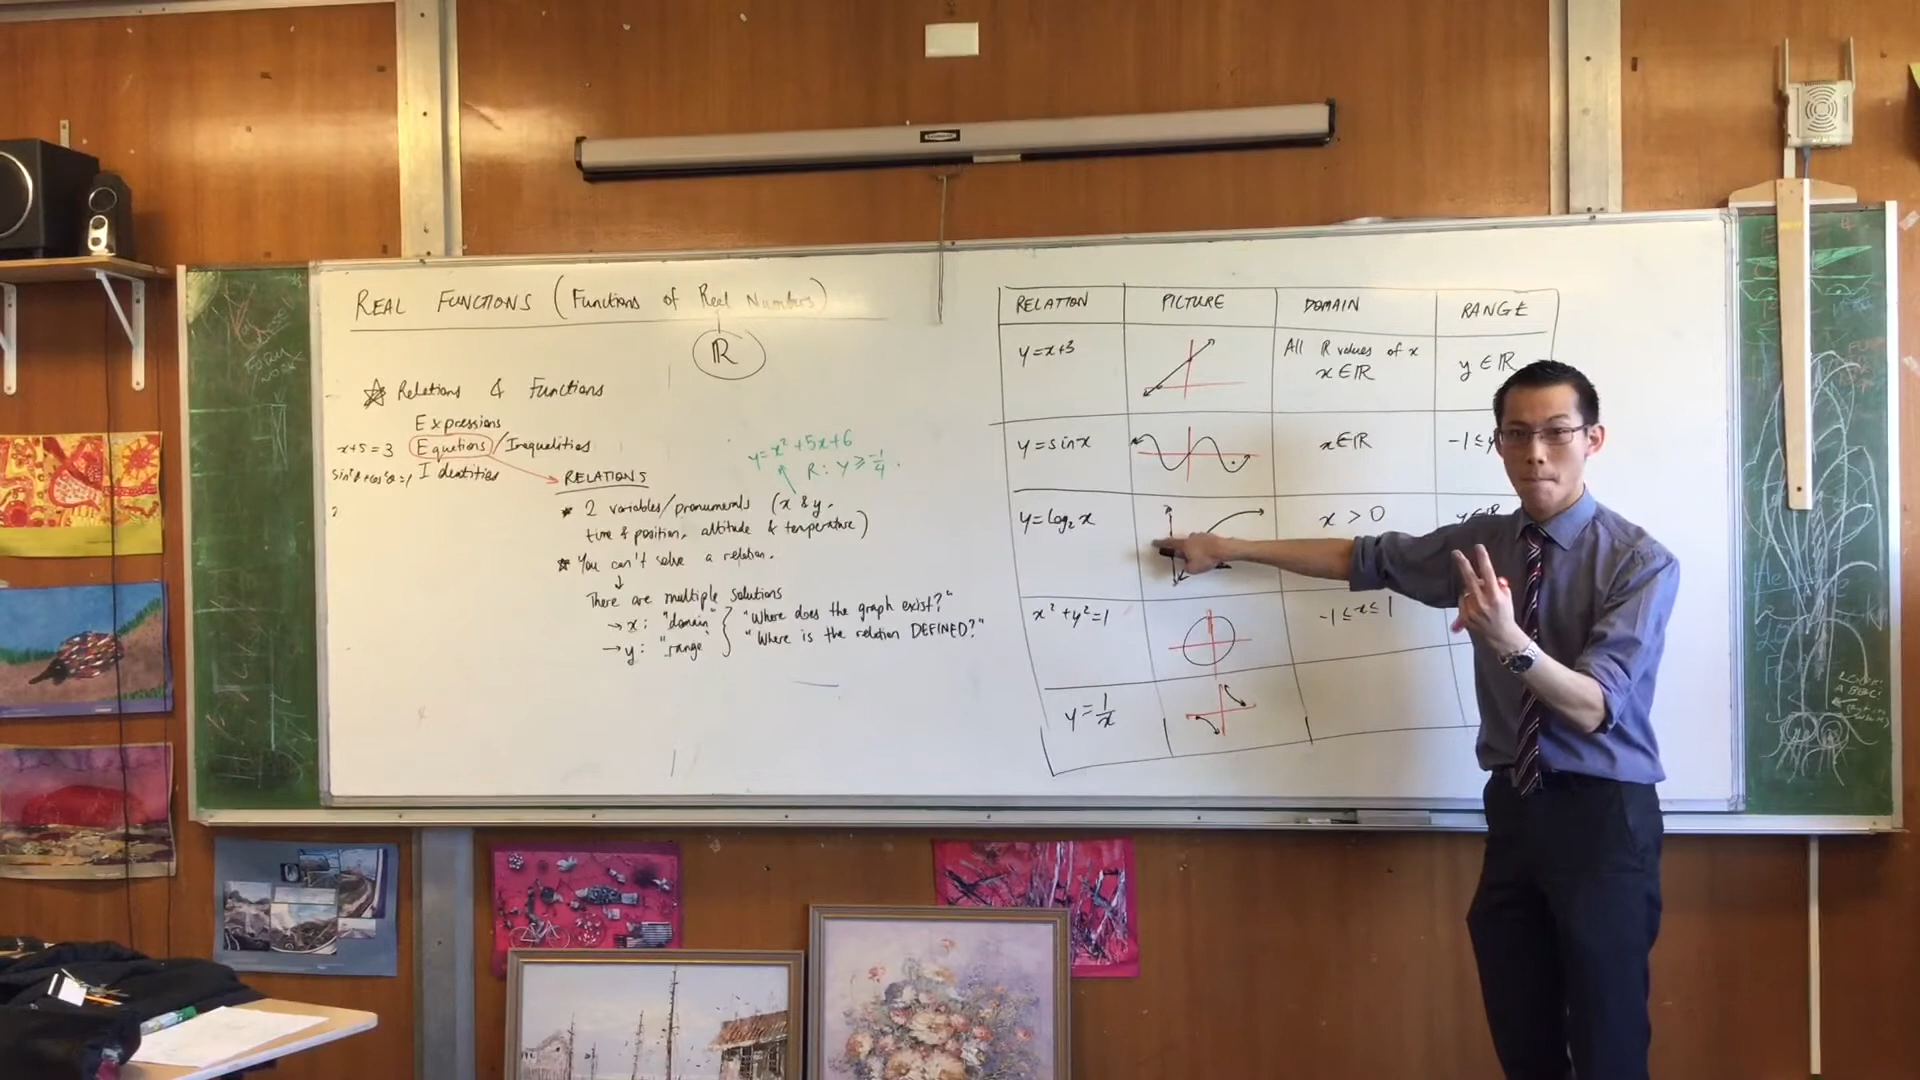 REAL FUNCTIONS (Functions of Real Numbers)
ℝ
Relations & Functions
Expressions
x+5=3 Equations/Inequalities
sin²θ+cos²θ=1 Identities
2
y=x²+5x+6
R: y ≥ -1/4
RELATIONS
* 2 variables/pronumerals (x & y,
time & position, altitude & temperature)
* You can't solve a relation.
↓
There are multiple solutions
→ x: "domain" } "Where does the graph exist?"
→ y: "range" } "Where is the relation DEFINED?"
RELATION PICTURE DOMAIN RANGE
y=x+3 All ℝ values of x
x∈ℝ y∈ℝ
y=sinx x∈ℝ -1≤y
y=log₂x x>0 y∈ℝ
x²+y²=1 -1≤x≤1
y=1/x